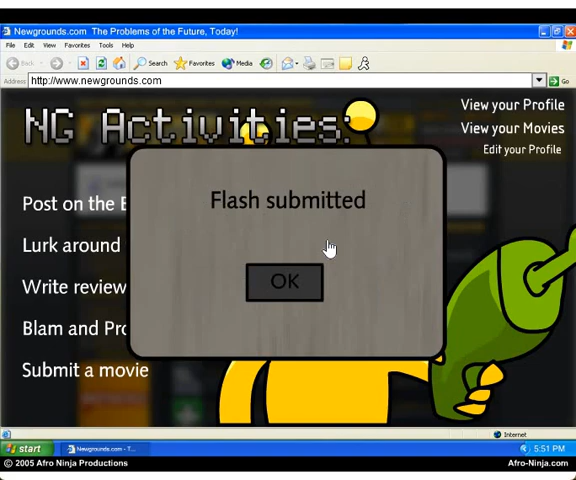 Newgrounds.com  The Problems of the Future, Today!
File Edit View Favorites Tools Help
Back Search Favorites Media
Address http://www.newgrounds.com Go
NG Activities:
View your Profile
View your Movies
Edit your Profile
Flash submitted
OK
Post on the
Lurk around
Write review
Blam and Pro
Submit a movie
Internet
start Newgrounds.com - T... 5:51 PM
© 2005 Afro Ninja Productions Afro-Ninja.com